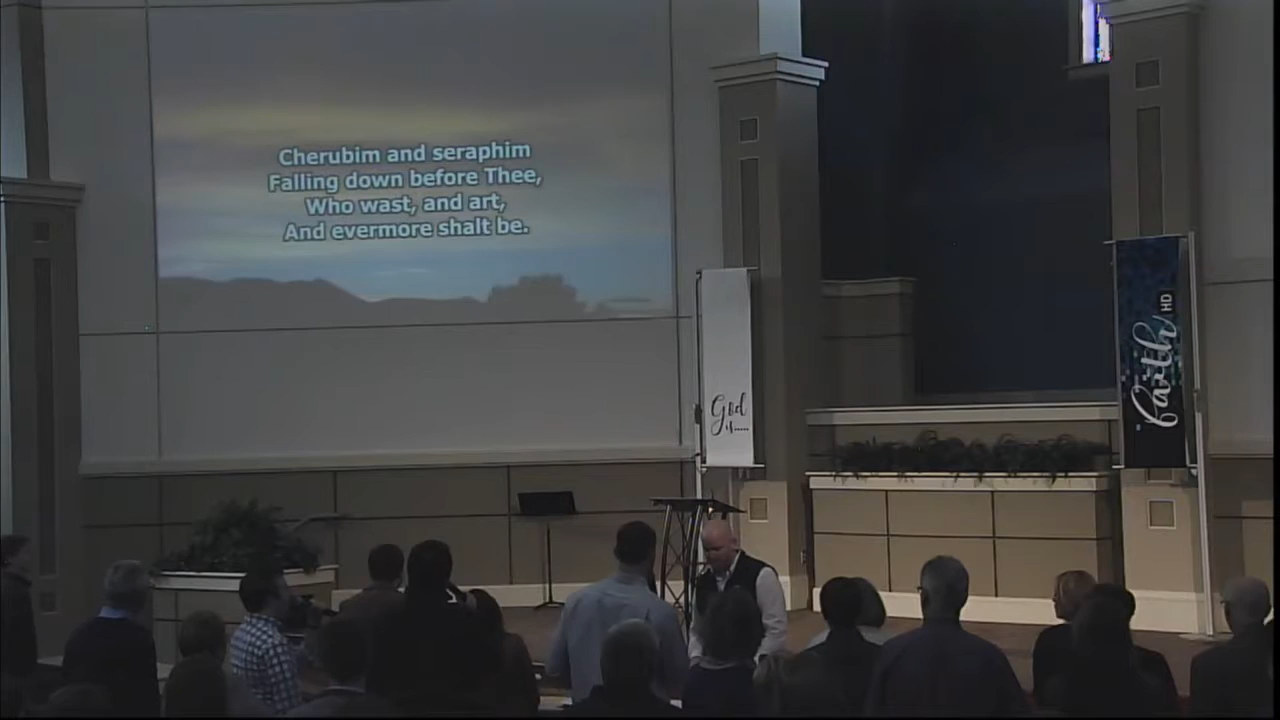 Cherubim and seraphim
Falling down before Thee,
Who wast, and art,
And evermore shalt be.
God
is.....
faith
HD